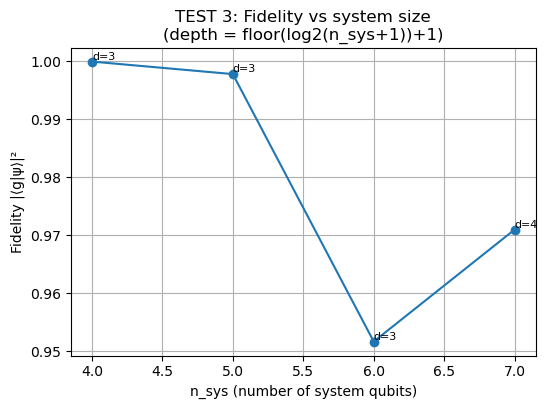 TEST 3: Fidelity vs system size
(depth = floor(log2(n_sys+1))+1)
Fidelity |⟨g|ψ⟩|²
1.00
0.99
0.98
0.97
0.96
0.95
d=3
d=3
d=3
d=4
4.0 4.5 5.0 5.5 6.0 6.5 7.0
n_sys (number of system qubits)